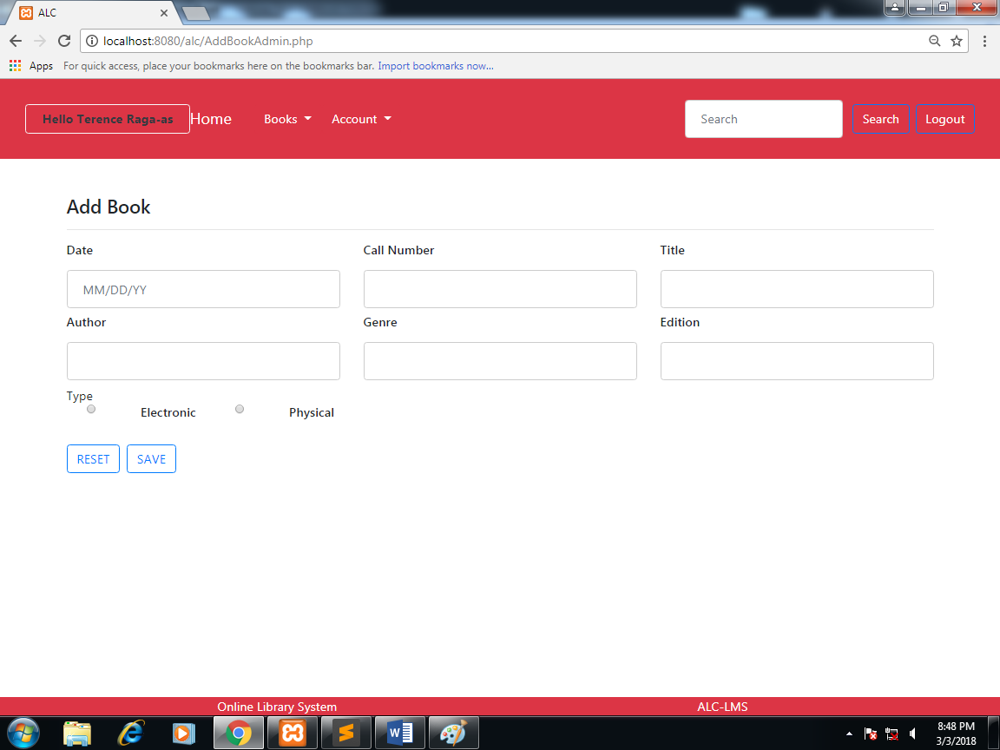 ALC
localhost:8080/alc/AddBookAdmin.php
Apps For quick access, place your bookmarks here on the bookmarks bar. Import bookmarks now...
Hello Terence Raga-as Home Books Account Search Search Logout
Add Book
Date Call Number Title
MM/DD/YY
Author Genre Edition
Type
Electronic Physical
RESET SAVE
Online Library System ALC-LMS
8:48 PM
3/3/2018